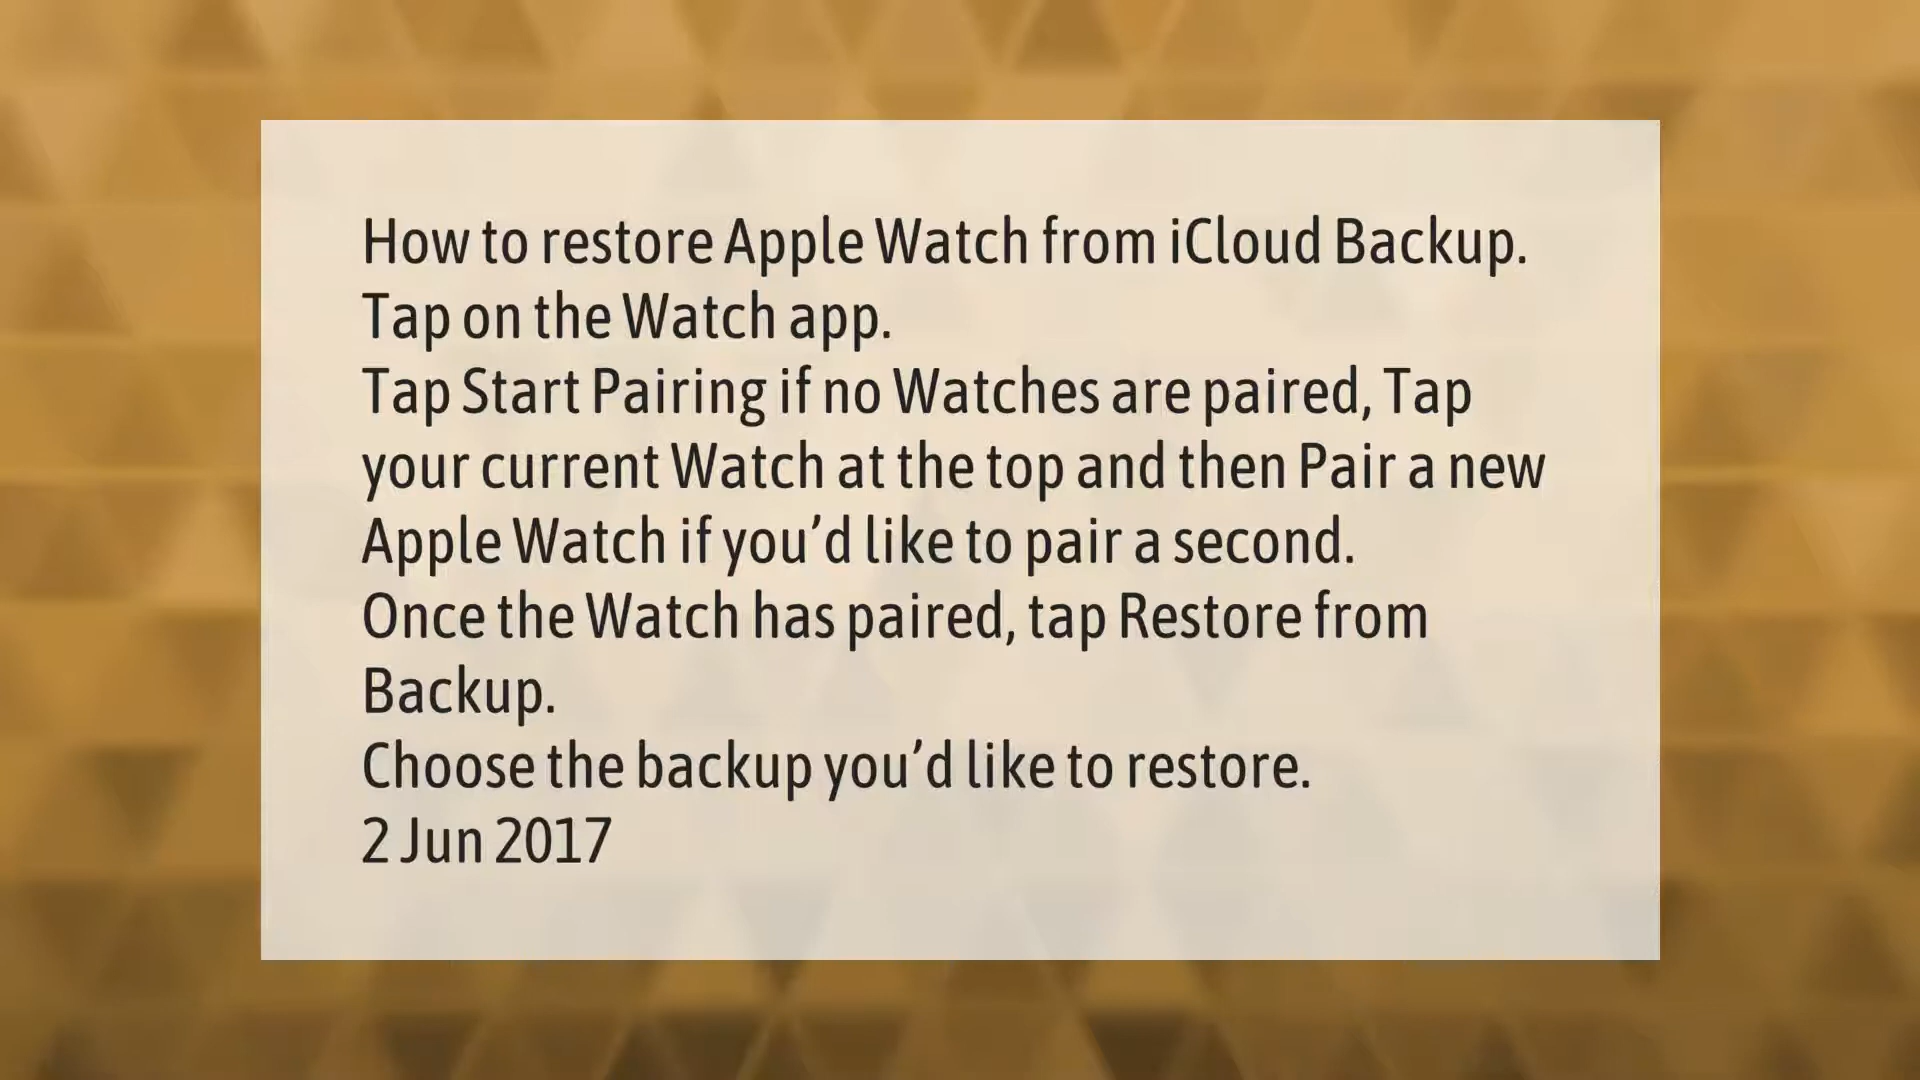 How to restore Apple Watch from iCloud Backup.
Tap on the Watch app.
Tap Start Pairing if no Watches are paired, Tap
your current Watch at the top and then Pair a new
Apple Watch if you’d like to pair a second.
Once the Watch has paired, tap Restore from
Backup.
Choose the backup you’d like to restore.
2 Jun 2017